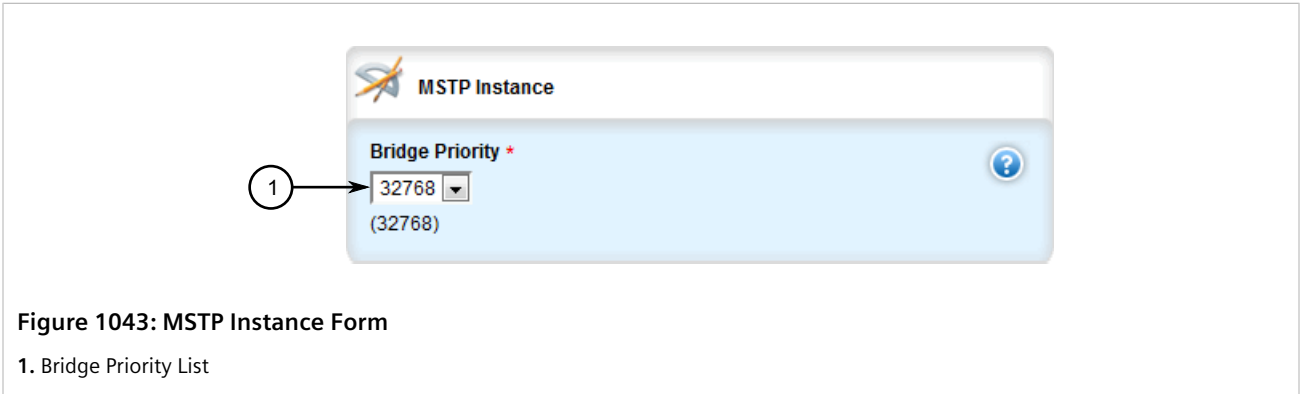 MSTP Instance
Bridge Priority *
1
32768
(32768)
Figure 1043: MSTP Instance Form
1. Bridge Priority List